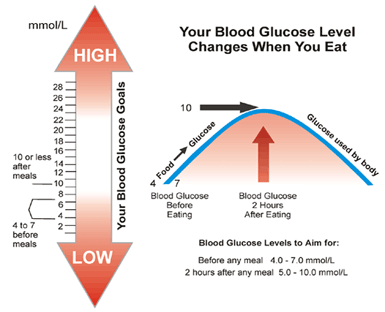 mmol/L
HIGH
28
26
24
22
20
18
16
14
12
10
8
6
4
2
10 or less
after
meals
4 to 7
before
meals
LOW
Your Blood Glucose Goals
Your Blood Glucose Level
Changes When You Eat
10
Food
Glucose
Glucose used by body
4
7
Blood Glucose
Before
Eating
Blood Glucose
2 Hours
After Eating
Blood Glucose Levels to Aim for:
Before any meal 4.0 - 7.0 mmol/L
2 hours after any meal 5.0 - 10.0 mmol/L